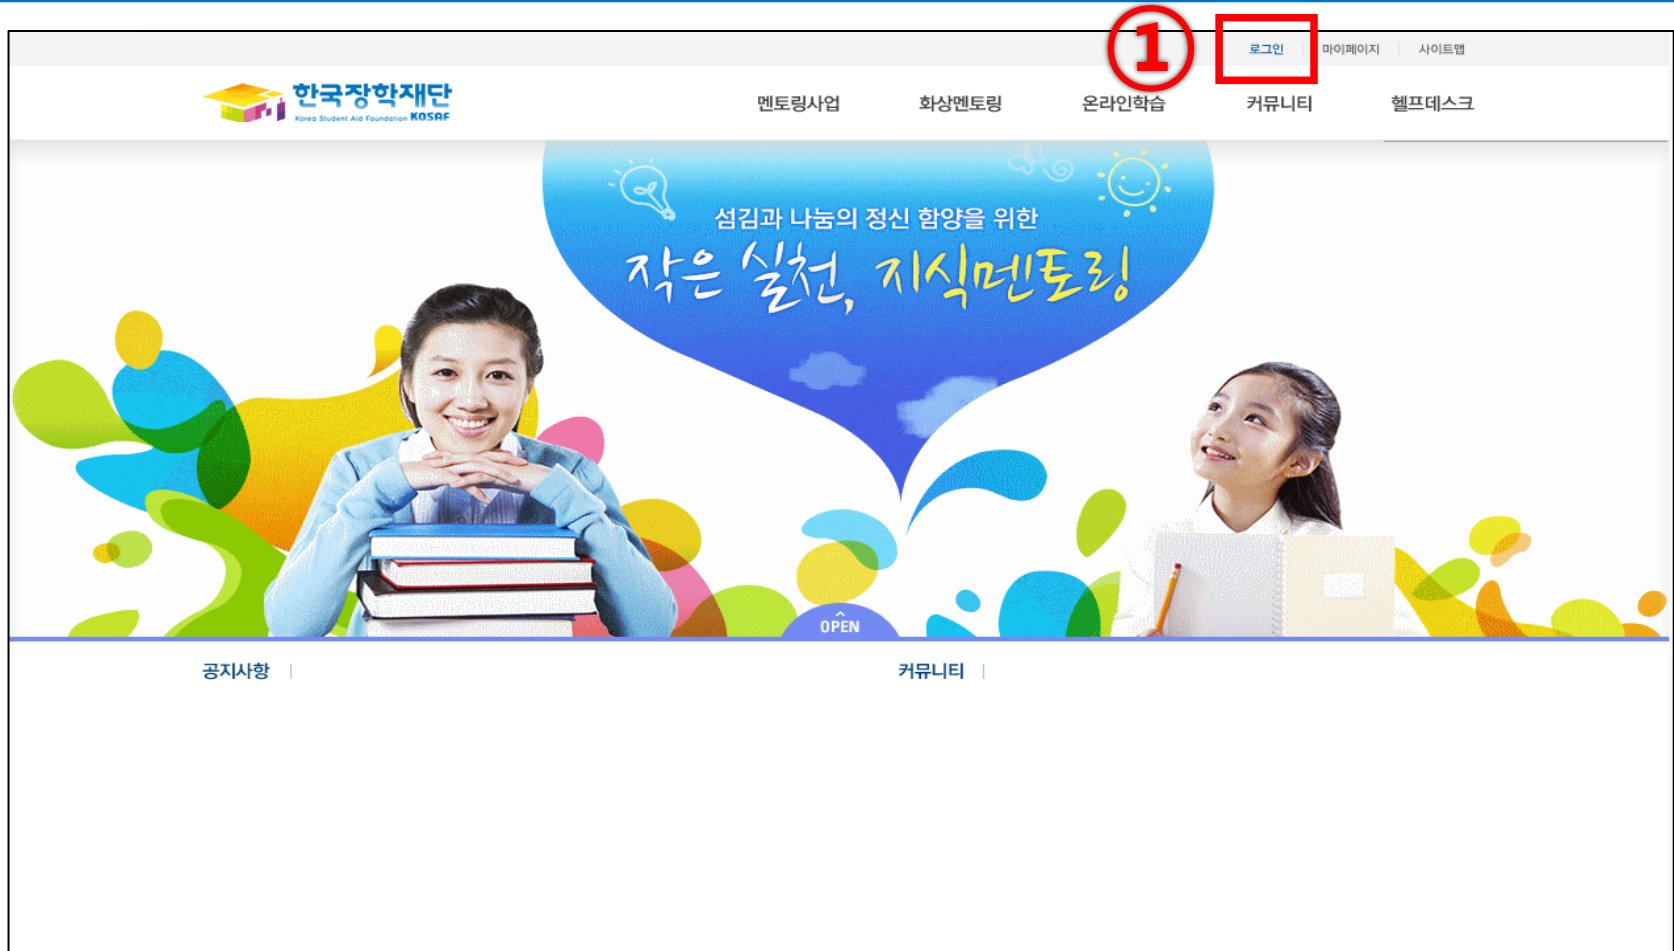 ①
로그인
마이페이지
사이트맵
한국장학재단
Korea Student Aid Foundation KOSAF
멘토링사업
화상멘토링
온라인학습
커뮤니티
헬프데스크
섬김과 나눔의 정신 함양을 위한
작은 실천, 지식멘토링
OPEN
공지사항
커뮤니티